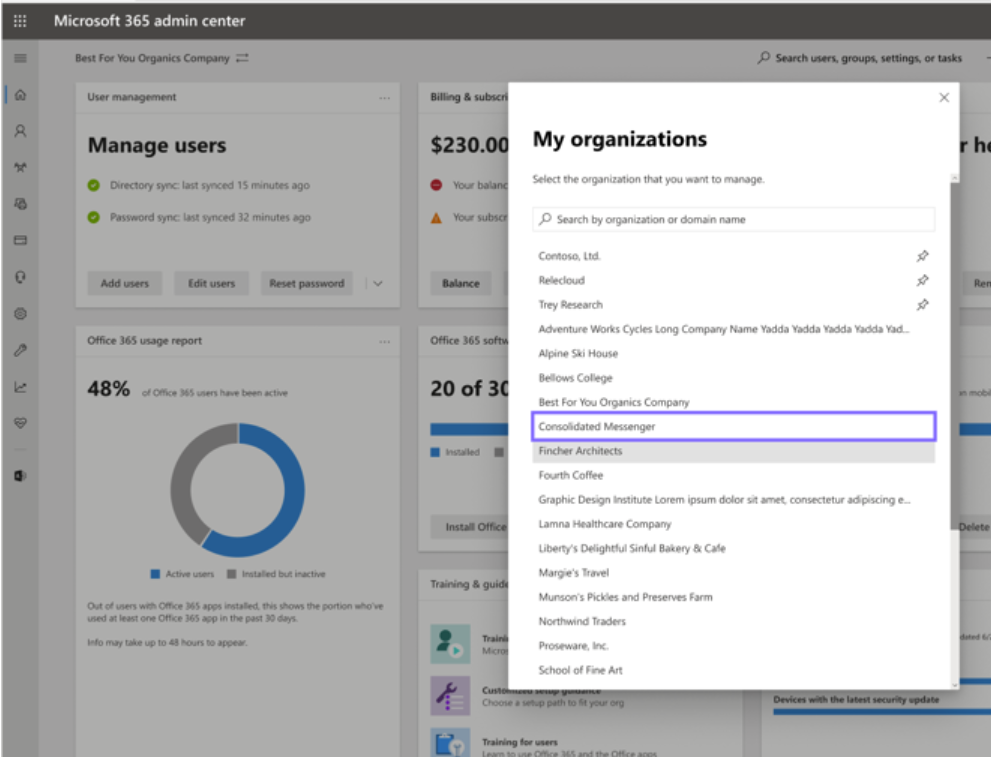 Microsoft 365 admin center
Best For You Organics Company
Search users, groups, settings, or tasks
User management
Manage users
Directory sync: last synced 15 minutes ago
Password sync: last synced 32 minutes ago
Add users Edit users Reset password
Office 365 usage report
48% of Office 365 users have been active
Active users Installed but inactive
Out of users with Office 365 apps installed, this shows the portion who've
used at least one Office 365 app in the past 30 days.
Info may take up to 48 hours to appear.
Billing & subscri
$230.00
Your balanc
Your subscr
Balance
Office 365 softw
20 of 30
Installed
Install Office
Training & guide
Traini
Micros
Customized setup guidance
Choose a setup path to fit your org
Training for users
Learn to use Office 365 and the Office apps
My organizations
Select the organization that you want to manage.
Search by organization or domain name
Contoso, Ltd.
Relecloud
Trey Research
Adventure Works Cycles Long Company Name Yadda Yadda Yadda Yadda Yad...
Alpine Ski House
Bellows College
Best For You Organics Company
Consolidated Messenger
Fincher Architects
Fourth Coffee
Graphic Design Institute Lorem ipsum dolor sit amet, consectetur adipiscing e...
Lamna Healthcare Company
Liberty's Delightful Sinful Bakery & Cafe
Margie's Travel
Munson's Pickles and Preserves Farm
Northwind Traders
Proseware, Inc.
School of Fine Art
r he
Ren
on mobil
Delete
dated 6/2
Devices with the latest security update